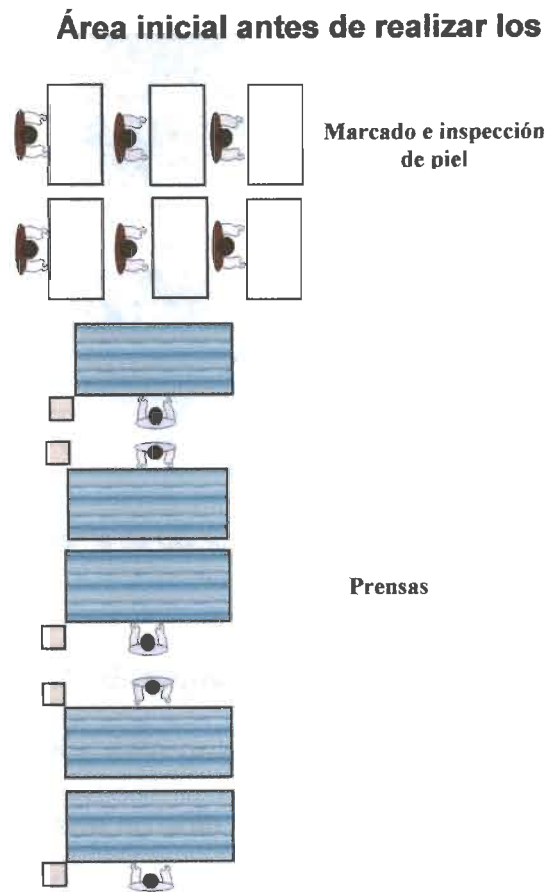 Área inicial antes de realizar los
Marcado e inspección
de piel
Prensas